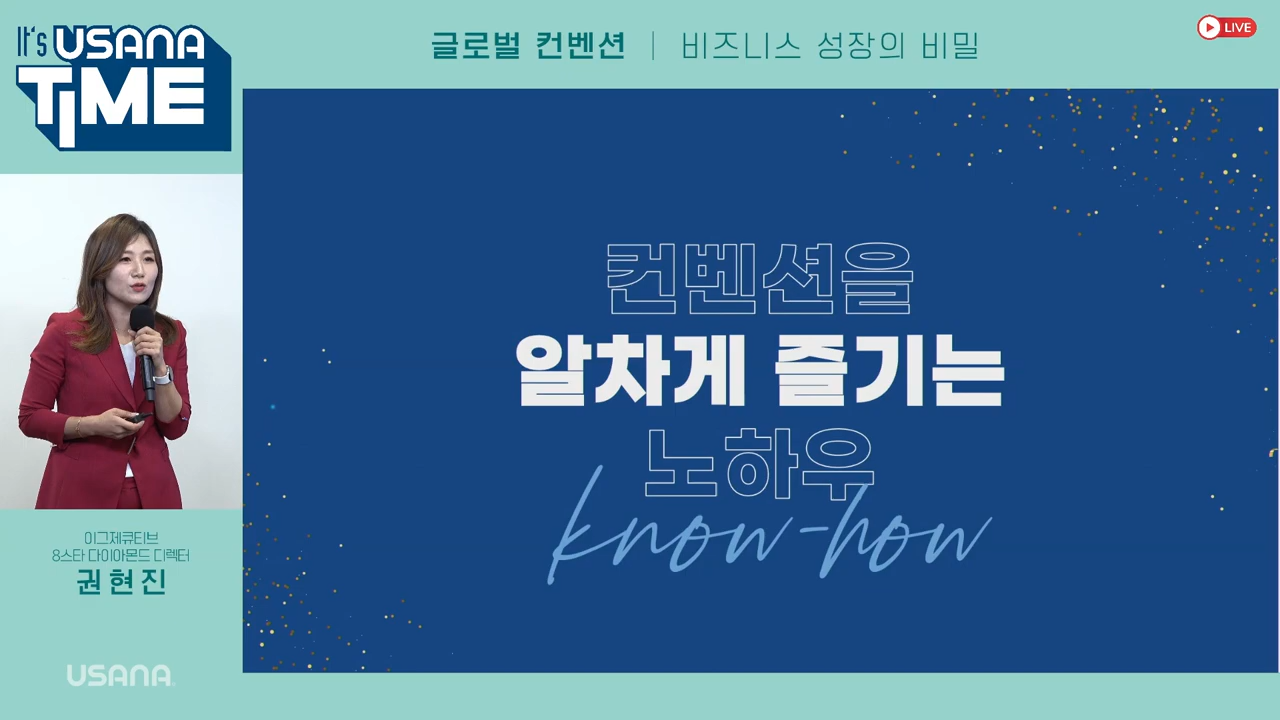 It's USANA
TIME
글로벌 컨벤션 | 비즈니스 성장의 비밀
LIVE
컨벤션을
알차게 즐기는
노하우
know-how
이그제큐티브
8스타 다이아몬드 디렉터
권현진
USANA